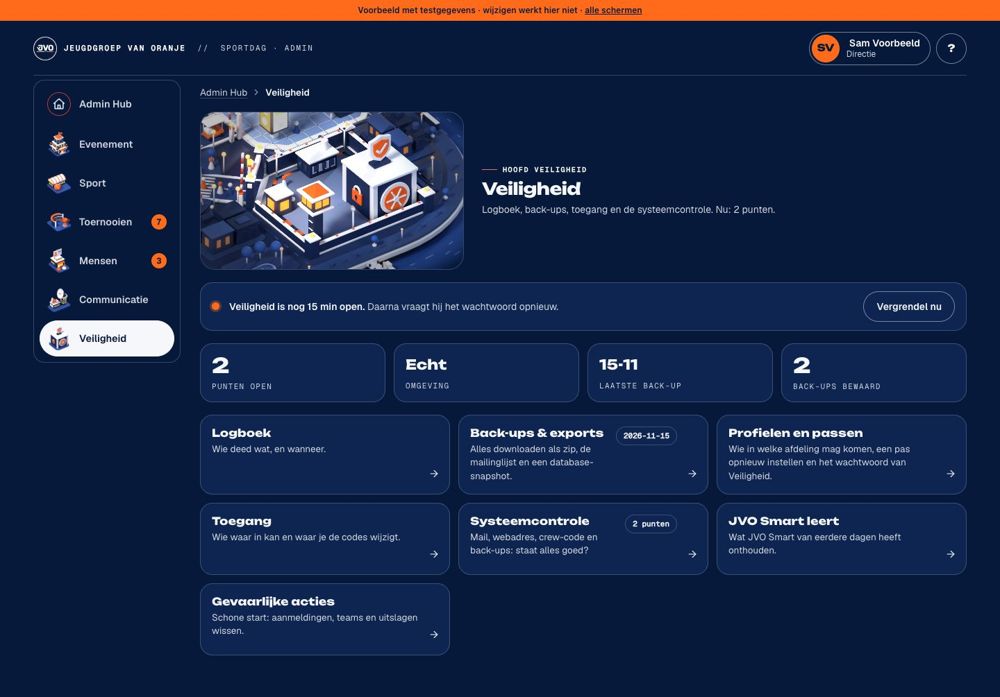 Voorbeeld met testgegevens · wijzigen werkt hier niet · alle schermen
JVO JEUGDGROEP VAN ORANJE // SPORTDAG · ADMIN
SV
Sam Voorbeeld
Directie
?
Admin Hub
Evenement
Sport
Toernooien 7
Mensen 3
Communicatie
Veiligheid
Admin Hub > Veiligheid
HOOFD VEILIGHEID
Veiligheid
Logboek, back-ups, toegang en de systeemcontrole. Nu: 2 punten.
Veiligheid is nog 15 min open. Daarna vraagt hij het wachtwoord opnieuw.
Vergrendel nu
2
PUNTEN OPEN
Echt
OMGEVING
15-11
LAATSTE BACK-UP
2
BACK-UPS BEWAARD
Logboek
Wie deed wat, en wanneer.
→
Back-ups & exports
2026-11-15
Alles downloaden als zip, de
mailinglijst en een database-
snapshot.
→
Profielen en passen
Wie in welke afdeling mag komen, een pas
opnieuw instellen en het wachtwoord van
Veiligheid.
→
Toegang
Wie waar in kan en waar je de codes wijzigt.
→
Systeemcontrole
2 punten
Mail, webadres, crew-code en
back-ups: staat alles goed?
→
JVO Smart leert
Wat JVO Smart van eerdere dagen heeft
onthouden.
→
Gevaarlijke acties
Schone start: aanmeldingen, teams en uitslagen
wissen.
→